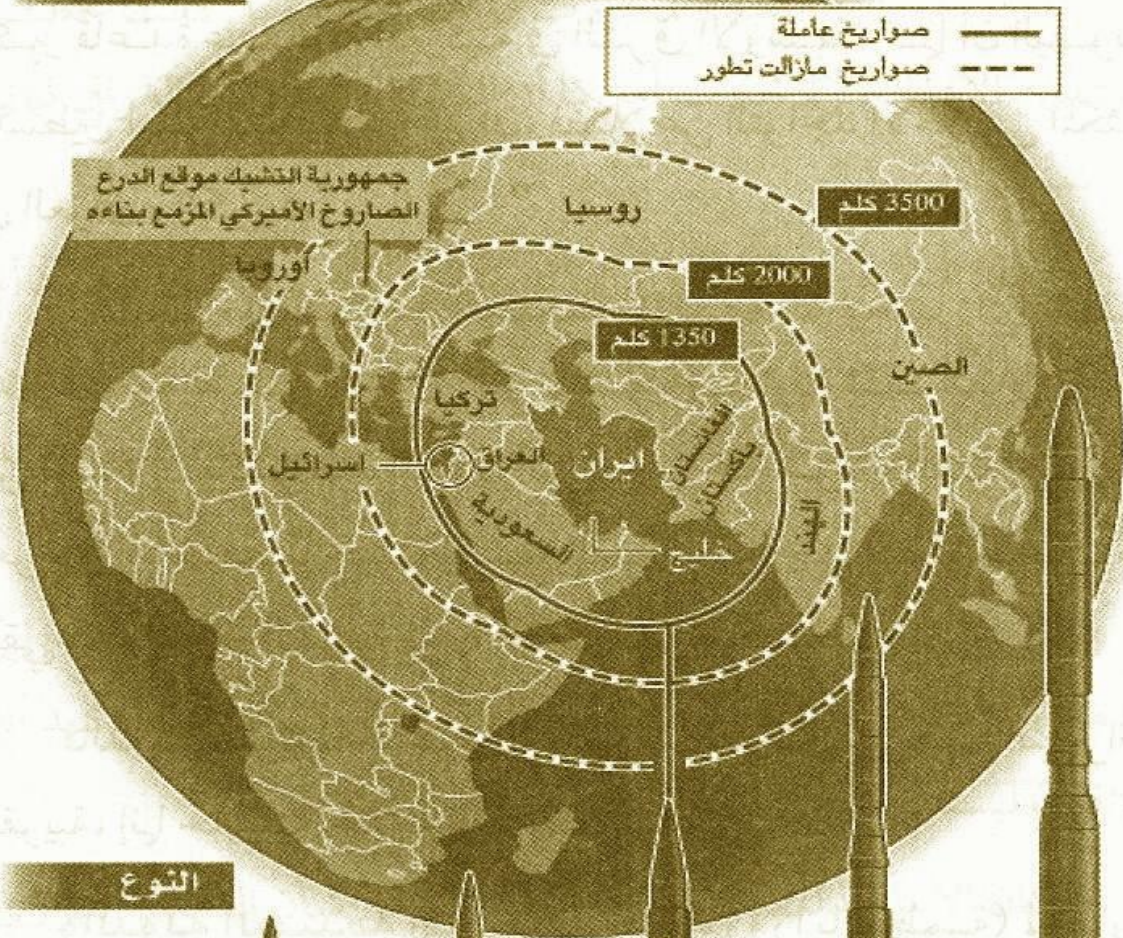 صواريخ عاملة
صواريخ مازالت تطور
جمهورية التشيك موقع الدرع
الصاروخ الأميركي المزمع بناءه
3500 كلم
روسيا
أوروبا
2000 كلم
1350 كلم
الصين
تركيا
اسرائيل
العراق
ايران
افغانستان
باكستان
الهند
السعودية
خليج
النوع